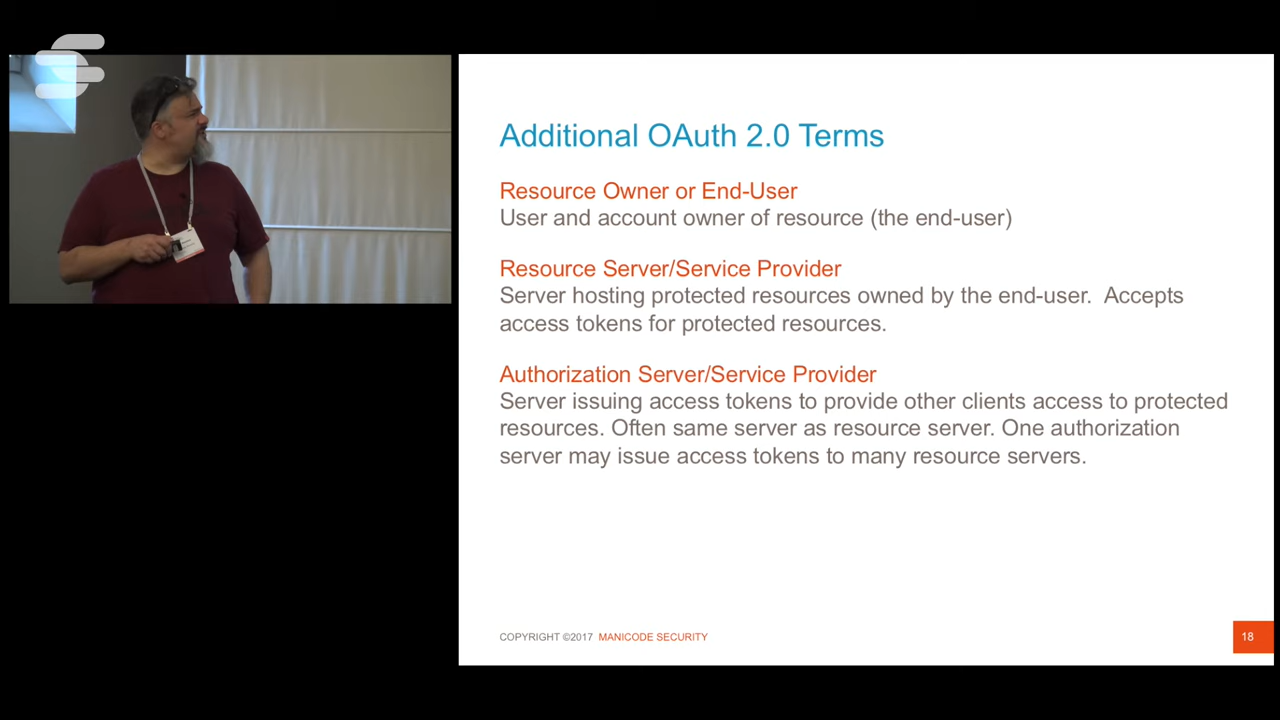 Additional OAuth 2.0 Terms
Resource Owner or End-User
User and account owner of resource (the end-user)
Resource Server/Service Provider
Server hosting protected resources owned by the end-user.  Accepts
access tokens for protected resources.
Authorization Server/Service Provider
Server issuing access tokens to provide other clients access to protected
resources. Often same server as resource server. One authorization
server may issue access tokens to many resource servers.
COPYRIGHT ©2017 MANICODE SECURITY
18